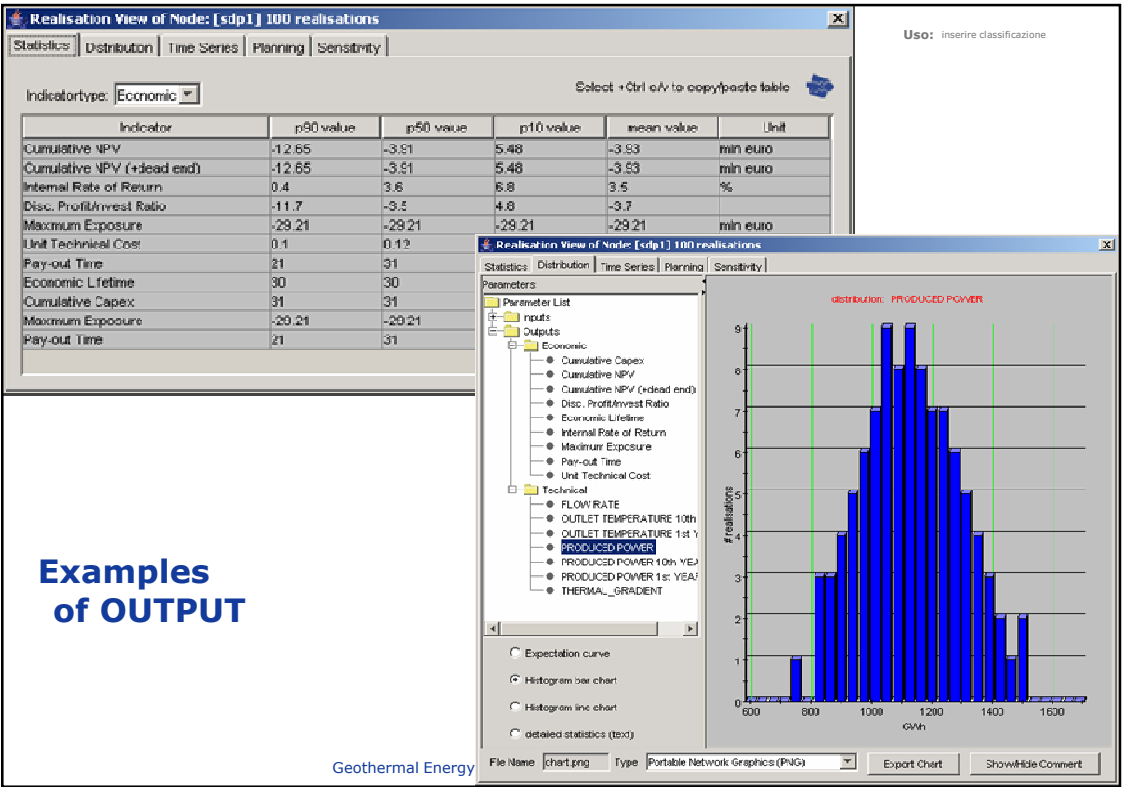 Realisation View of Node: [sdp1] 100 realisations
Statistics Distribution Time Series Planning Sensitivity
Uso: inserire classificazione
Indicatortype: Economic
Select +Ctrl c/v to copy/paste table
Indicator p90 value p50 value p10 value mean value Unit
Cumulative NPV -12.65 -3.91 5.48 -3.93 mln euro
Cumulative NPV (+dead end) -12.65 -3.91 5.48 -3.93 mln euro
Internal Rate of Return 0.4 3.6 6.8 3.5 %
Disc. Profit/Invest Ratio -11.7 -3.5 4.8 -3.7
Maximum Exposure -29.21 -29.21 -29.21 -29.21 mln euro
Unit Technical Cost 0.1 0.12
Pay-out Time 21 31
Economic Lifetime 30 30
Cumulative Capex 31 31
Maximum Exposure -29.21 -29.21
Pay-out Time 21 31
Realisation View of Node: [sdp1] 100 realisations
Statistics Distribution Time Series Planning Sensitivity
Parameters:
Parameter List
Inputs
Outputs
Economic
Cumulative Capex
Cumulative NPV
Cumulative NPV (+dead end)
Disc. Profit/Invest Ratio
Economic Lifetime
Internal Rate of Return
Maximum Exposure
Pay-out Time
Unit Technical Cost
Technical
FLOW RATE
OUTLET TEMPERATURE 10th
OUTLET TEMPERATURE 1st Y
PRODUCED POWER
PRODUCED POWER 10th YEA
PRODUCED POWER 1st YEA
THERMAL_GRADIENT
Expectation curve
Histogram bar chart
Histogram line chart
detailed statistics (text)
distribution: PRODUCED POWER
# realisations
9
8
7
6
5
4
3
2
1
0
600 800 1000 1200 1400 1600
GWh
File Name chart.png Type Portable Network Graphics (PNG) Export Chart Show/Hide Comment
Examples
of OUTPUT
Geothermal Energy